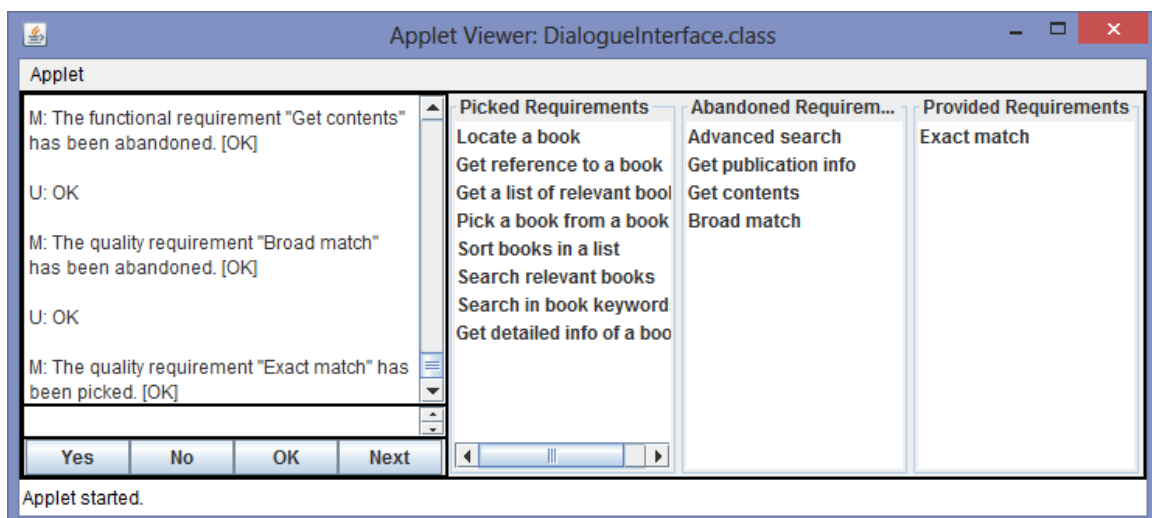 Applet Viewer: DialogueInterface.class
Applet
M: The functional requirement "Get contents"
has been abandoned. [OK]
U: OK
M: The quality requirement "Broad match"
has been abandoned. [OK]
U: OK
M: The quality requirement "Exact match" has
been picked. [OK]
Yes No OK Next
Picked Requirements
Locate a book
Get reference to a book
Get a list of relevant bool
Pick a book from a book
Sort books in a list
Search relevant books
Search in book keyword
Get detailed info of a boo
Abandoned Requirem...
Advanced search
Get publication info
Get contents
Broad match
Provided Requirements
Exact match
Applet started.